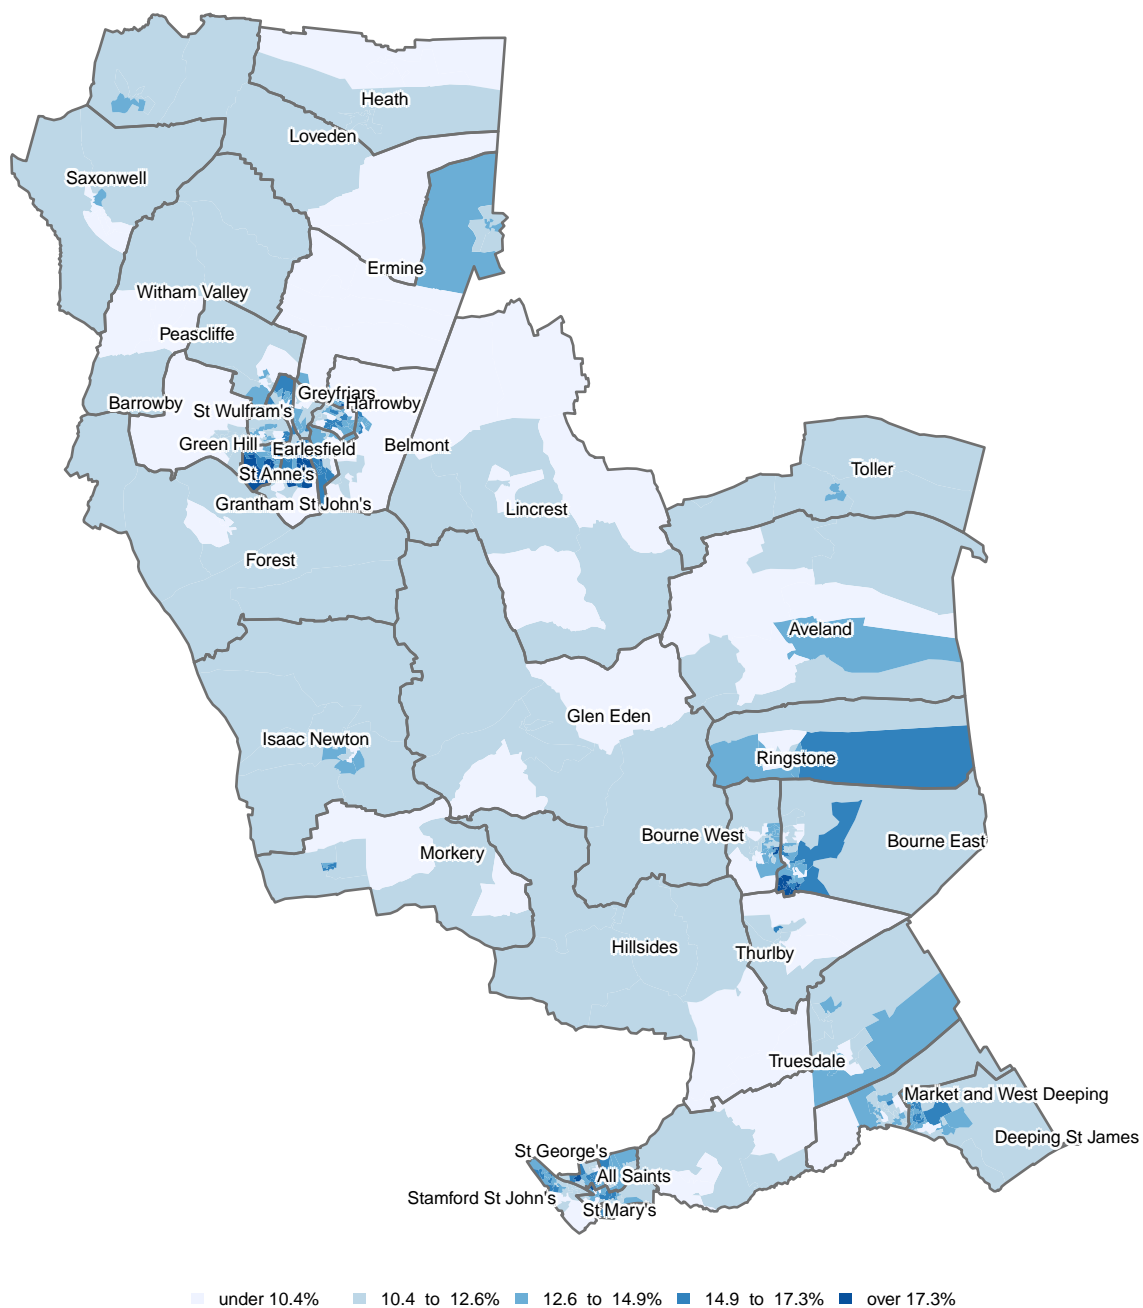 Heath
Loveden
Saxonwell
Ermine
Witham Valley
Peascliffe
Greyfriars
Barrowby
Harrowby
St Wulfram's
Green Hill
Earlesfield
Belmont
St Anne's
Toller
Grantham St John's
Lincrest
Forest
Aveland
Glen Eden
Isaac Newton
Ringstone
Bourne West
Bourne East
Morkery
Hillsides
Thurlby
Truesdale
Market and West Deeping
Deeping St James
St George's
All Saints
Stamford St John's
St Mary's
under 10.4% 10.4 to 12.6% 12.6 to 14.9% 14.9 to 17.3% over 17.3%